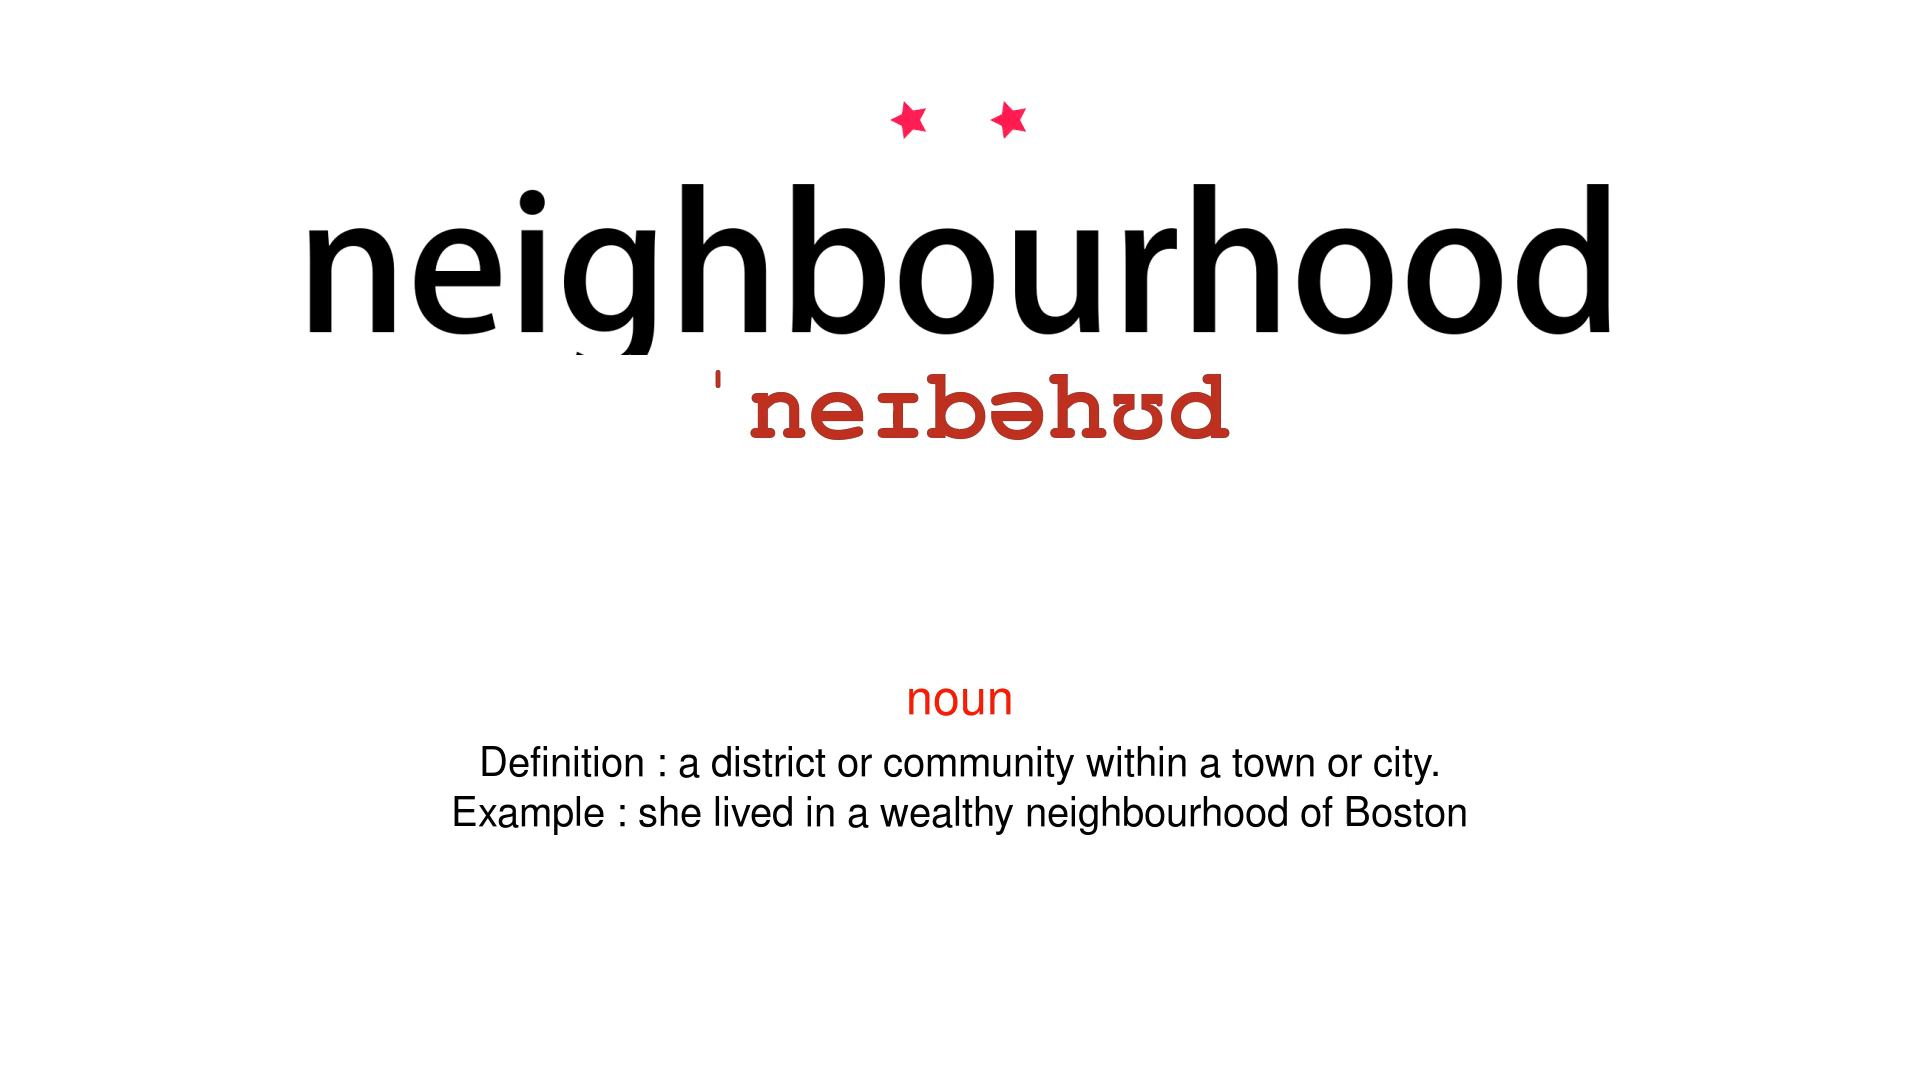 neighbourhood
ˈneɪbəhʊd
noun
Definition : a district or community within a town or city.
Example : she lived in a wealthy neighbourhood of Boston